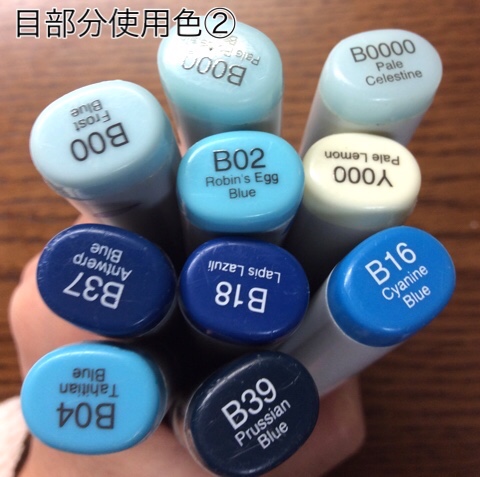 目部分使用色②
B000
B0000
Pale
Celestine
B00
Frost
Blue
B02
Robin's Egg
Blue
Y000
Pale Lemon
B37
Antwerp
Blue
B18
Lapis Lazuli
B16
Cyanine
Blue
B04
Tahitian
Blue
B39
Prussian
Blue